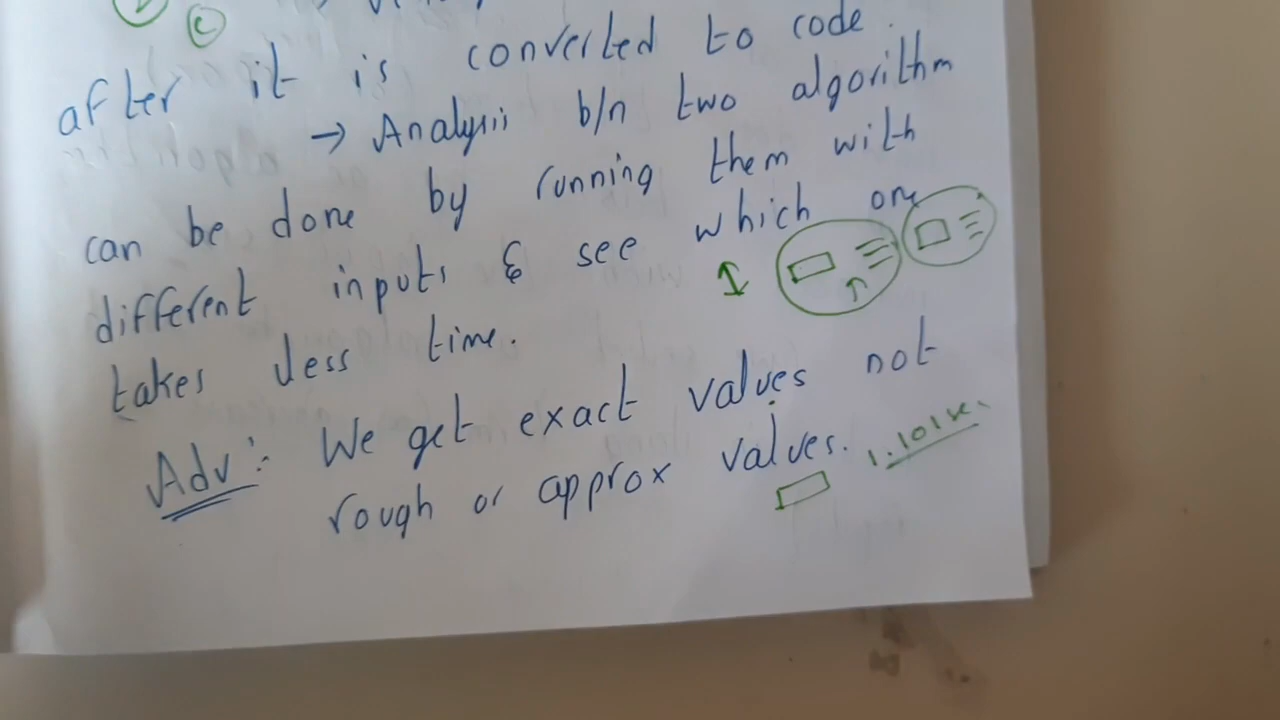 C
after it is converted to code.
→ Analysis b/n two algorithm
can be done by running them with
different inputs & see which one
takes less time.
Adv:- We get exact values not
rough or approx values.